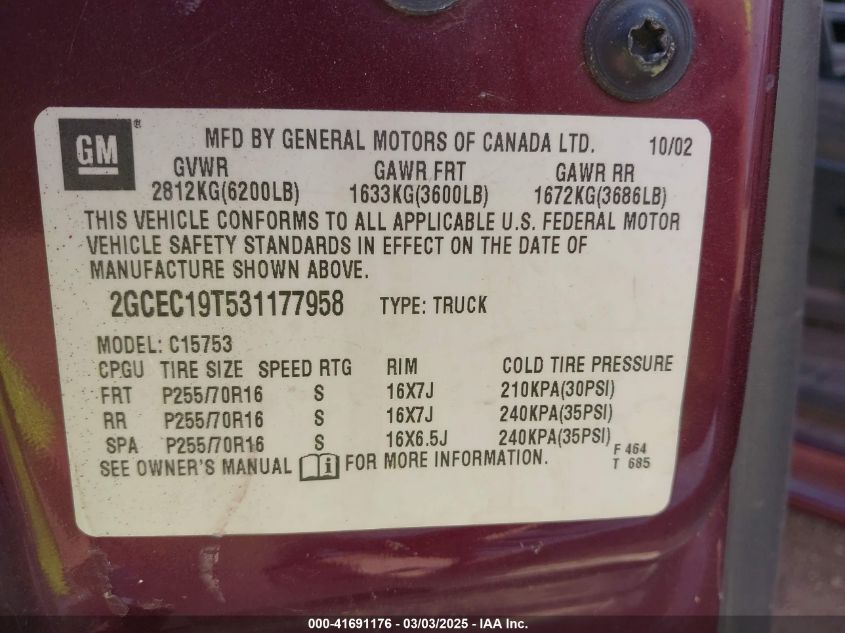 GM® MFD BY GENERAL MOTORS OF CANADA LTD. 10/02
GVWR GAWR FRT GAWR RR
2812KG(6200LB) 1633KG(3600LB) 1672KG(3686LB)
THIS VEHICLE CONFORMS TO ALL APPLICABLE U.S. FEDERAL MOTOR
VEHICLE SAFETY STANDARDS IN EFFECT ON THE DATE OF
MANUFACTURE SHOWN ABOVE.
2GCEC19T531177958 TYPE: TRUCK
MODEL: C15753
CPGU TIRE SIZE SPEED RTG RIM COLD TIRE PRESSURE
FRT P255/70R16 S 16X7J 210KPA(30PSI)
RR P255/70R16 S 16X7J 240KPA(35PSI)
SPA P255/70R16 S 16X6.5J 240KPA(35PSI) F 464
SEE OWNER'S MANUAL i FOR MORE INFORMATION. T 685
000-41691176 / 03/03/2025 - IAA Inc.